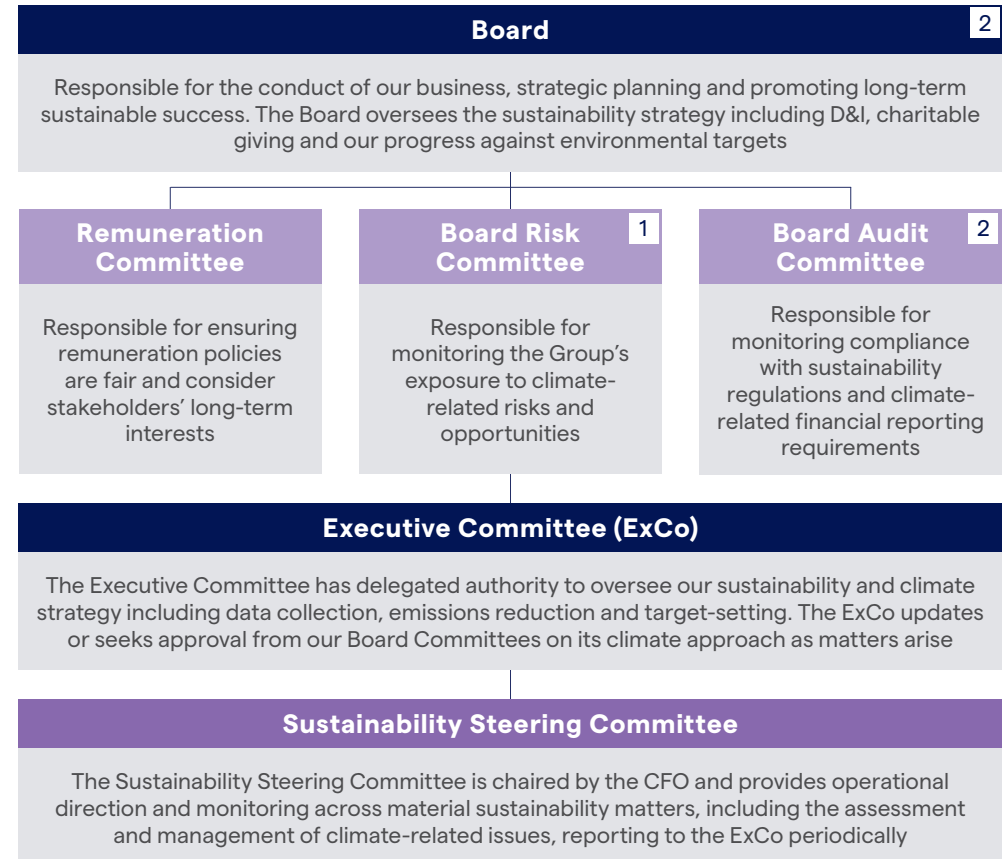 Board
2
Responsible for the conduct of our business, strategic planning and promoting long-term
sustainable success. The Board oversees the sustainability strategy including D&I, charitable
giving and our progress against environmental targets
Remuneration
Committee
Responsible for ensuring
remuneration policies
are fair and consider
stakeholders’ long-term
interests
Board Risk
Committee
1
Responsible for
monitoring the Group’s
exposure to climate-
related risks and
opportunities
Board Audit
Committee
2
Responsible for
monitoring compliance
with sustainability
regulations and climate-
related financial reporting
requirements
Executive Committee (ExCo)
The Executive Committee has delegated authority to oversee our sustainability and climate
strategy including data collection, emissions reduction and target-setting. The ExCo updates
or seeks approval from our Board Committees on its climate approach as matters arise
Sustainability Steering Committee
The Sustainability Steering Committee is chaired by the CFO and provides operational
direction and monitoring across material sustainability matters, including the assessment
and management of climate-related issues, reporting to the ExCo periodically